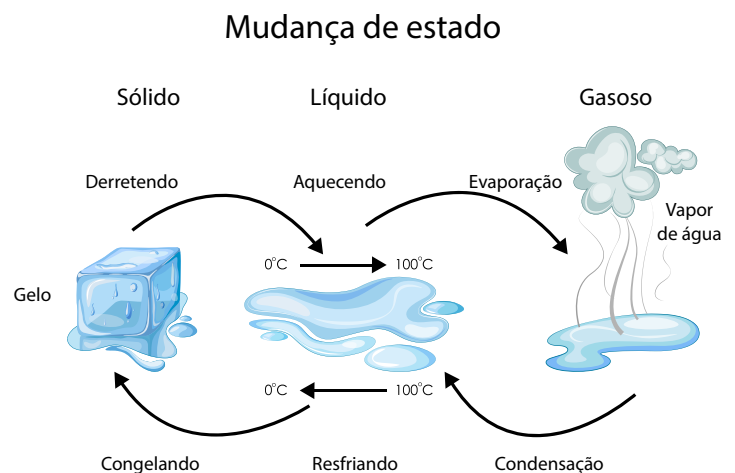 Mudança de estado
Sólido Líquido Gasoso
Derretendo Aquecendo Evaporação
Vapor
de água
0°C 100°C
Gelo
0°C 100°C
Congelando Resfriando Condensação